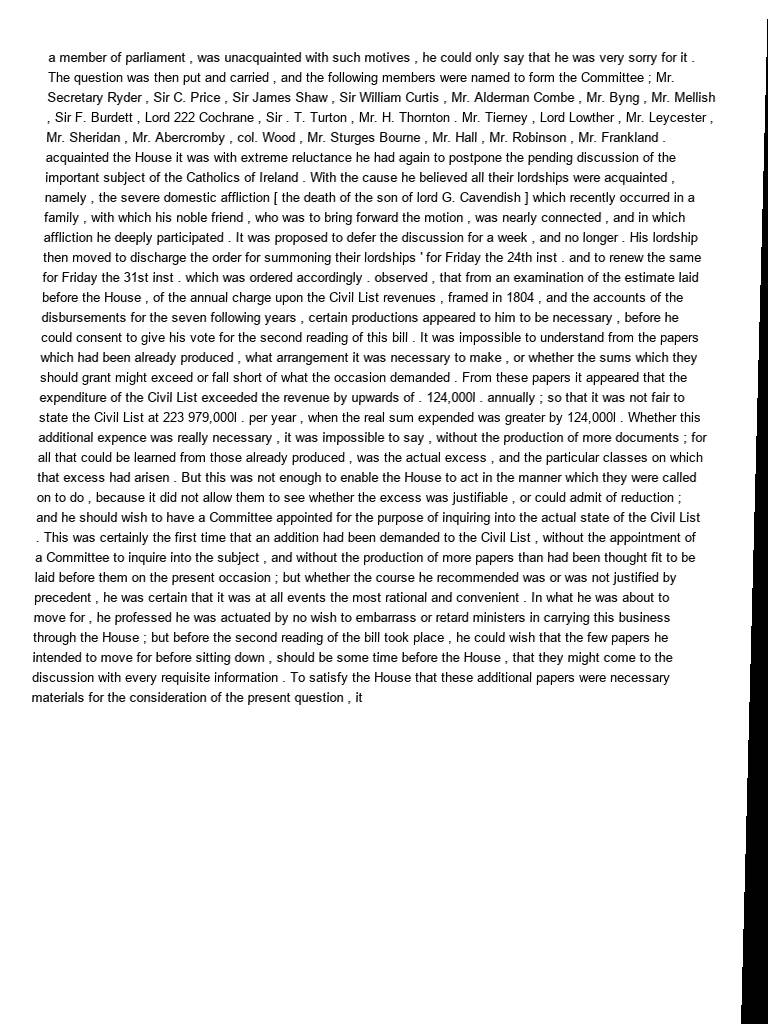 a member of parliament , was unacquainted with such motives , he could only say that he was very sorry for it .
The question was then put and carried , and the following members were named to form the Committee ; Mr.
Secretary Ryder , Sir C. Price , Sir James Shaw , Sir William Curtis , Mr. Alderman Combe , Mr. Byng , Mr. Mellish
, Sir F. Burdett , Lord 222 Cochrane , Sir . T. Turton , Mr. H. Thornton . Mr. Tierney , Lord Lowther , Mr. Leycester ,
Mr. Sheridan , Mr. Abercromby , col. Wood , Mr. Sturges Bourne , Mr. Hall , Mr. Robinson , Mr. Frankland .
acquainted the House it was with extreme reluctance he had again to postpone the pending discussion of the
important subject of the Catholics of Ireland . With the cause he believed all their lordships were acquainted ,
namely , the severe domestic affliction [ the death of the son of lord G. Cavendish ] which recently occurred in a
family , with which his noble friend , who was to bring forward the motion , was nearly connected , and in which
affliction he deeply participated . It was proposed to defer the discussion for a week , and no longer . His lordship
then moved to discharge the order for summoning their lordships ' for Friday the 24th inst . and to renew the same
for Friday the 31st inst . which was ordered accordingly . observed , that from an examination of the estimate laid
before the House , of the annual charge upon the Civil List revenues , framed in 1804 , and the accounts of the
disbursements for the seven following years , certain productions appeared to him to be necessary , before he
could consent to give his vote for the second reading of this bill . It was impossible to understand from the papers
which had been already produced , what arrangement it was necessary to make , or whether the sums which they
should grant might exceed or fall short of what the occasion demanded . From these papers it appeared that the
expenditure of the Civil List exceeded the revenue by upwards of . 124,000l . annually ; so that it was not fair to
state the Civil List at 223 979,000l . per year , when the real sum expended was greater by 124,000l . Whether this
additional expence was really necessary , it was impossible to say , without the production of more documents ; for
all that could be learned from those already produced , was the actual excess , and the particular classes on which
that excess had arisen . But this was not enough to enable the House to act in the manner which they were called
on to do , because it did not allow them to see whether the excess was justifiable , or could admit of reduction ;
and he should wish to have a Committee appointed for the purpose of inquiring into the actual state of the Civil List
. This was certainly the first time that an addition had been demanded to the Civil List , without the appointment of
a Committee to inquire into the subject , and without the production of more papers than had been thought fit to be
laid before them on the present occasion ; but whether the course he recommended was or was not justified by
precedent , he was certain that it was at all events the most rational and convenient . In what he was about to
move for , he professed he was actuated by no wish to embarrass or retard ministers in carrying this business
through the House ; but before the second reading of the bill took place , he could wish that the few papers he
intended to move for before sitting down , should be some time before the House , that they might come to the
discussion with every requisite information . To satisfy the House that these additional papers were necessary
materials for the consideration of the present question , it